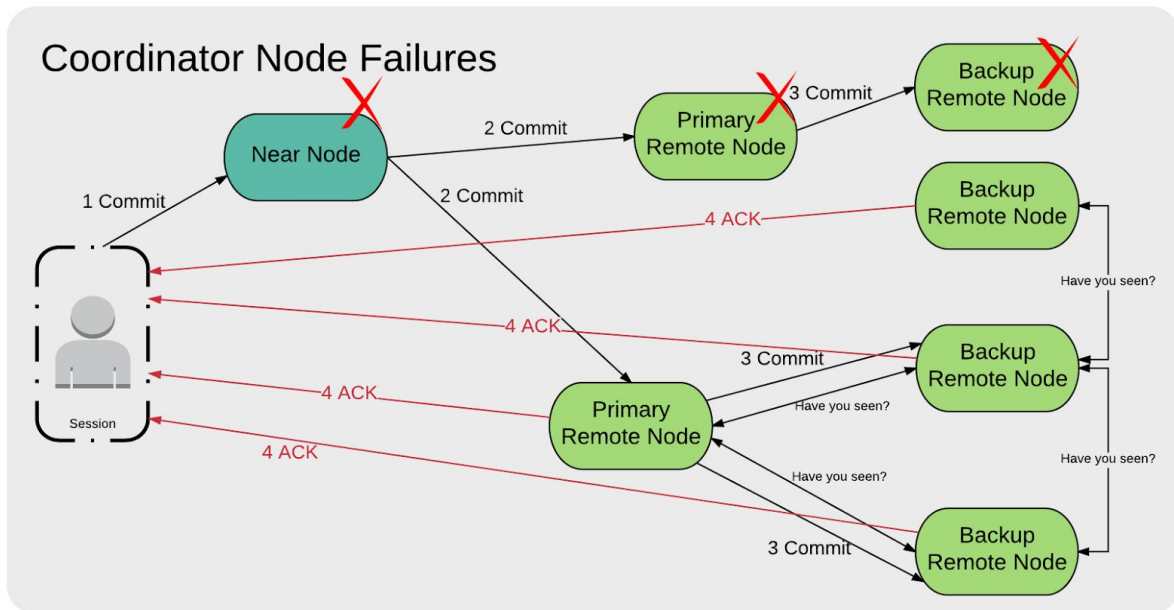 Coordinator Node Failures
Near Node
Primary
Remote Node
Backup
Remote Node
1 Commit
2 Commit
2 Commit
3 Commit
Backup
Remote Node
4 ACK
Have you seen?
4 ACK
3 Commit
Backup
Remote Node
Have you seen?
4 ACK
Primary
Remote Node
Session
4 ACK
Have you seen?
Have you seen?
3 Commit
Backup
Remote Node